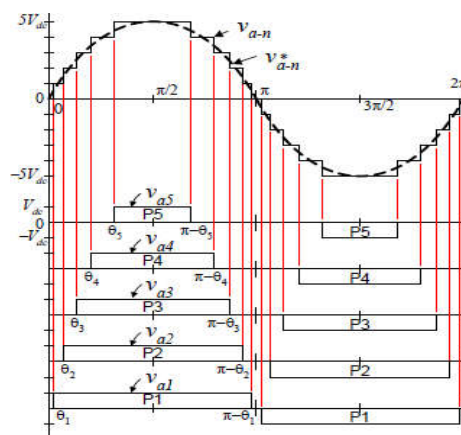 5V_dc
v_a-n
v*_a-n
0
0
π/2
π
3π/2
2π
−5V_dc
V_dc
0
−V_dc
v_a5
P5
P5
θ_5
π−θ_5
v_a4
P4
P4
θ_4
π−θ_4
v_a3
P3
P3
θ_3
π−θ_3
v_a2
P2
P2
θ_2
π−θ_2
v_a1
P1
P1
θ_1
π−θ_1